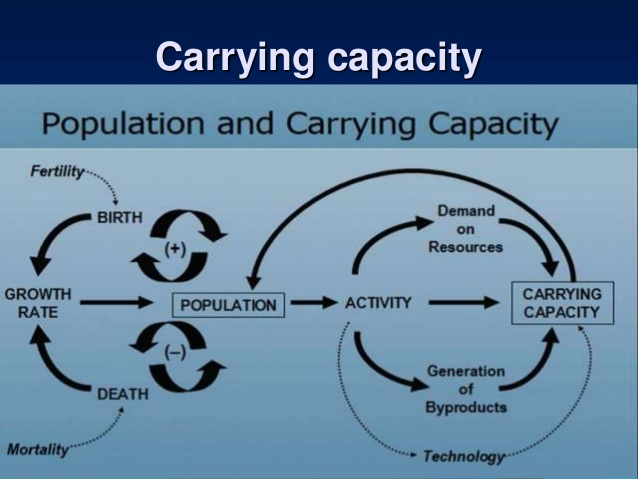 Carrying capacity
Population and Carrying Capacity
Fertility
BIRTH
(+)
GROWTH
RATE
POPULATION
(–)
DEATH
Mortality
ACTIVITY
Demand
on
Resources
CARRYING
CAPACITY
Generation
of
Byproducts
Technology